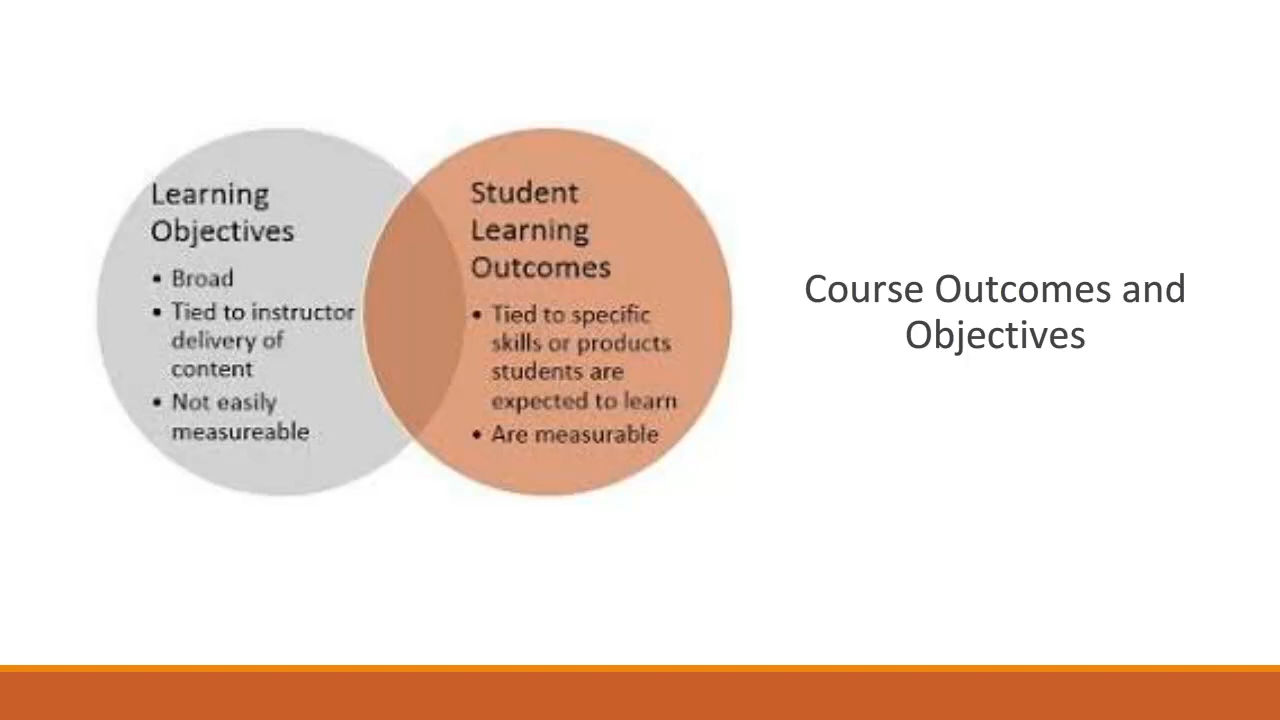 Learning
Objectives
• Broad
• Tied to instructor
delivery of
content
• Not easily
measureable
Student
Learning
Outcomes
• Tied to specific
skills or products
students are
expected to learn
• Are measurable
Course Outcomes and
Objectives